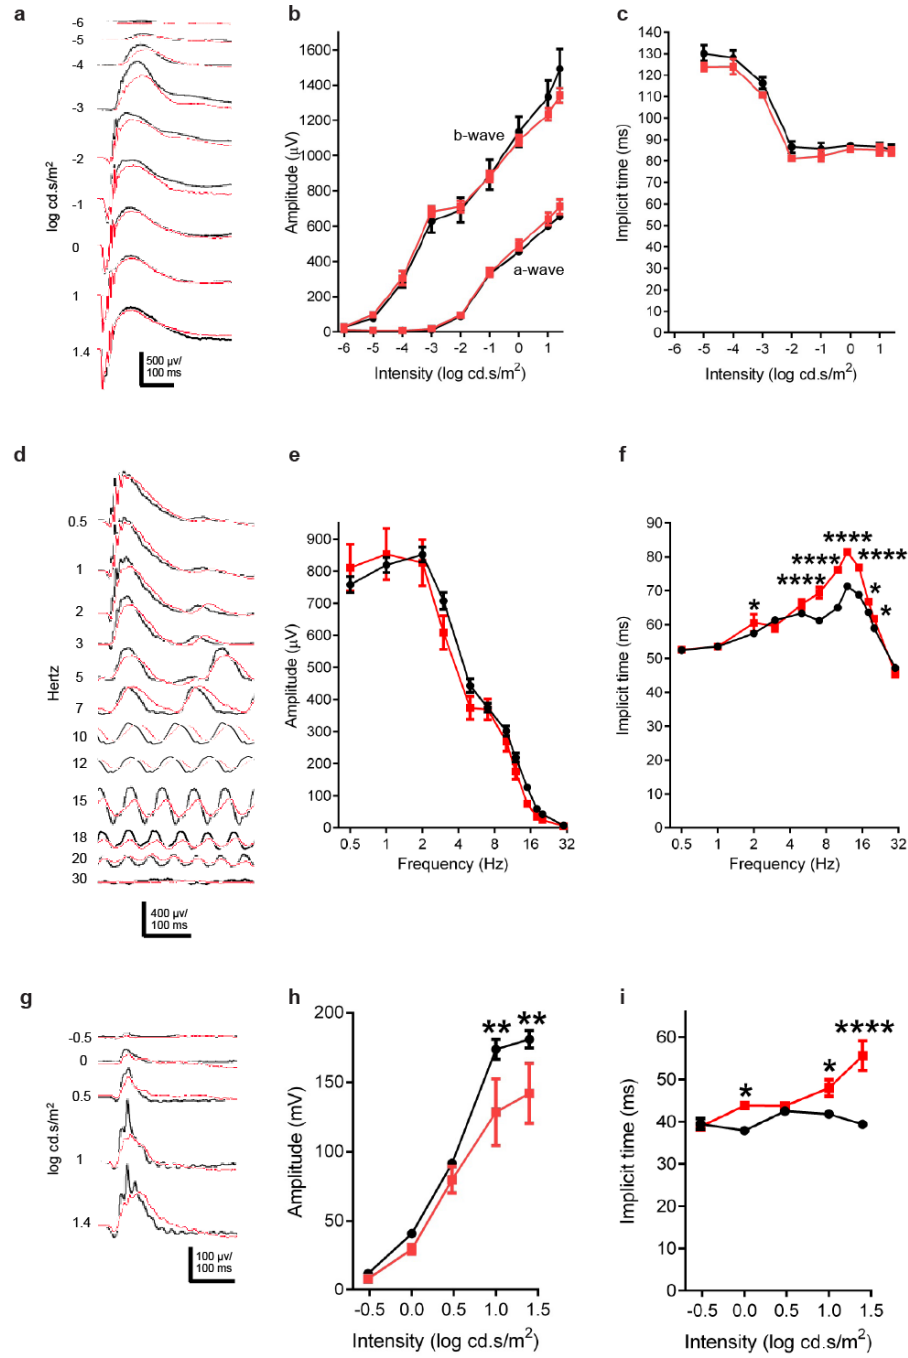 a
-6
-5
-4
-3
-2
-1
0
1
1.4
log cd.s/m²
500 μv/
100 ms
b
1600
1400
1200
1000
800
600
400
200
0
Amplitude (μV)
b-wave
a-wave
-6 -5 -4 -3 -2 -1 0 1
Intensity (log cd.s/m²)
c
140
130
120
110
100
90
80
70
60
50
40
30
20
10
0
Implicit time (ms)
-6 -5 -4 -3 -2 -1 0 1
Intensity (log cd.s/m²)
d
0.5
1
2
3
5
7
10
12
15
18
20
30
Hertz
400 μv/
100 ms
e
900
800
700
600
500
400
300
200
100
0
Amplitude (μV)
0.5 1 2 4 8 16 32
Frequency (Hz)
f
90
80
70
60
50
40
30
20
10
0
Implicit time (ms)
* **** **** **** **** * *
0.5 1 2 4 8 16 32
Frequency (Hz)
g
-0.5
0
0.5
1
1.4
log cd.s/m²
100 μv/
100 ms
h
200
150
100
50
0
Amplitude (mV)
** **
-0.5 0.0 0.5 1.0 1.5
Intensity (log cd.s/m²)
i
60
50
40
30
20
10
0
Implicit time (ms)
* * ****
-0.5 0.0 0.5 1.0 1.5
Intensity (log cd.s/m²)